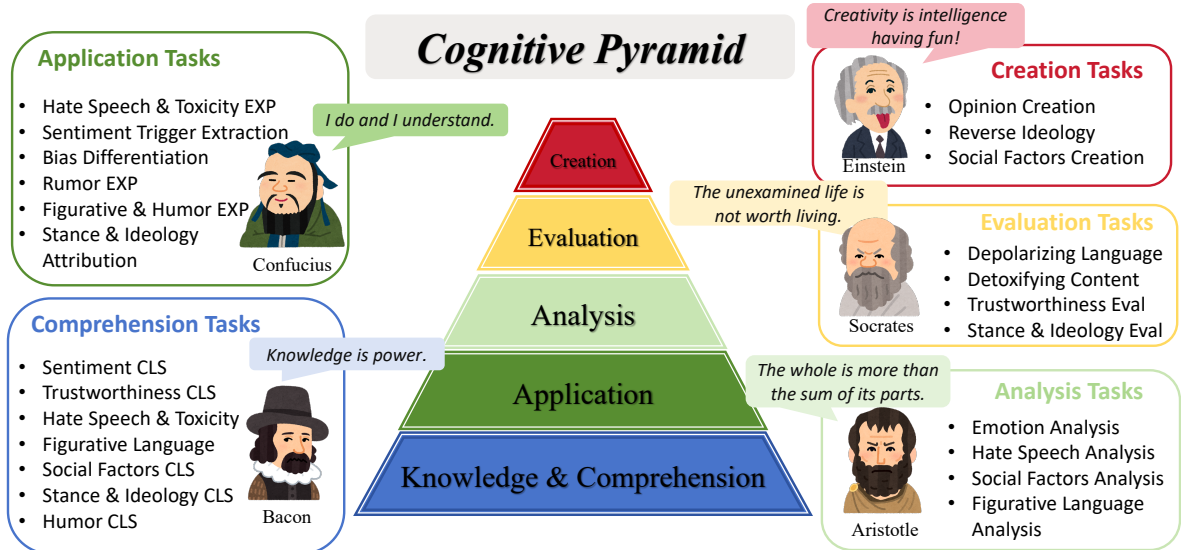 Cognitive Pyramid
Application Tasks
• Hate Speech & Toxicity EXP
• Sentiment Trigger Extraction
• Bias Differentiation
• Rumor EXP
• Figurative & Humor EXP
• Stance & Ideology
Attribution
I do and I understand.
Confucius
Comprehension Tasks
• Sentiment CLS
• Trustworthiness CLS
• Hate Speech & Toxicity
• Figurative Language
• Social Factors CLS
• Stance & Ideology CLS
• Humor CLS
Knowledge is power.
Bacon
Creation
Evaluation
Analysis
Application
Knowledge & Comprehension
Creativity is intelligence
having fun!
Creation Tasks
• Opinion Creation
• Reverse Ideology
• Social Factors Creation
Einstein
The unexamined life is
not worth living.
Evaluation Tasks
• Depolarizing Language
• Detoxifying Content
• Trustworthiness Eval
• Stance & Ideology Eval
Socrates
The whole is more than
the sum of its parts.
Analysis Tasks
• Emotion Analysis
• Hate Speech Analysis
• Social Factors Analysis
• Figurative Language
Analysis
Aristotle